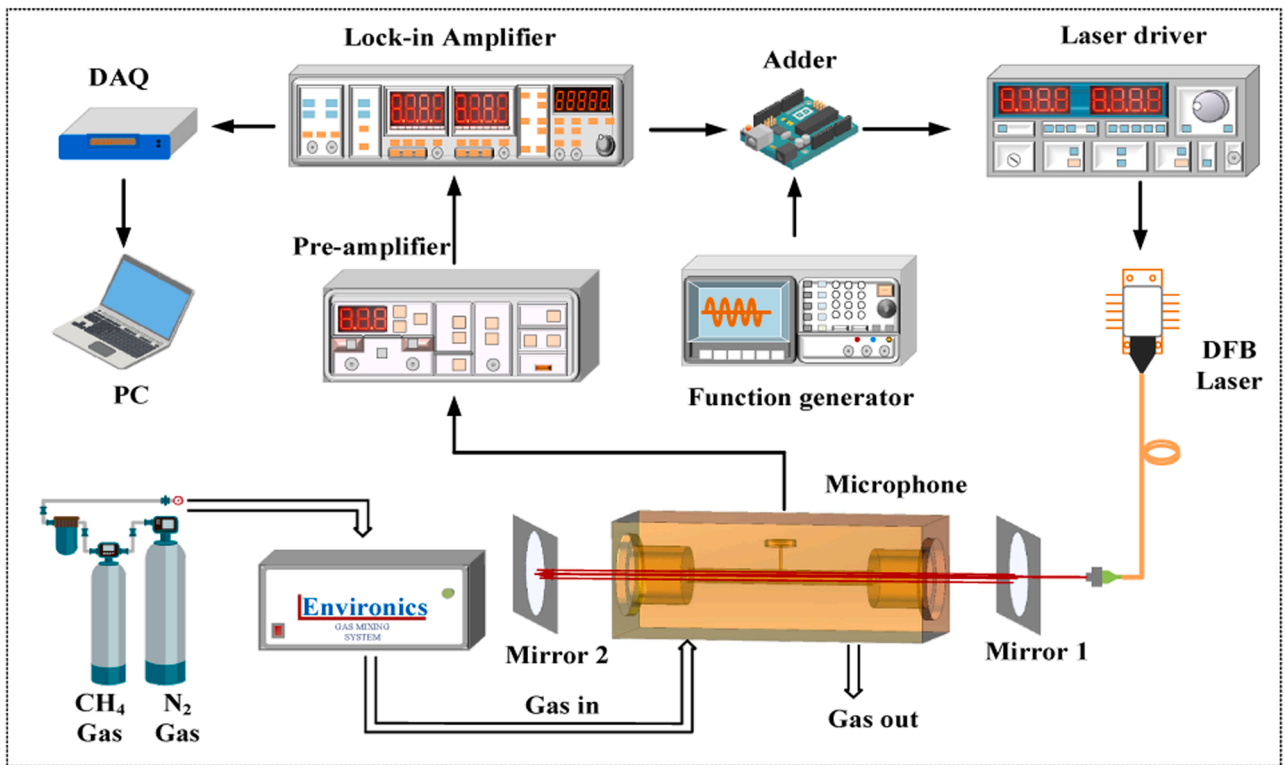 Lock-in Amplifier
Laser driver
DAQ
Adder
Pre-amplifier
PC
Function generator
DFB
Laser
Microphone
Environics
GAS MIXING
SYSTEM
Mirror 2
Mirror 1
CH₄
Gas
N₂
Gas
Gas in
Gas out